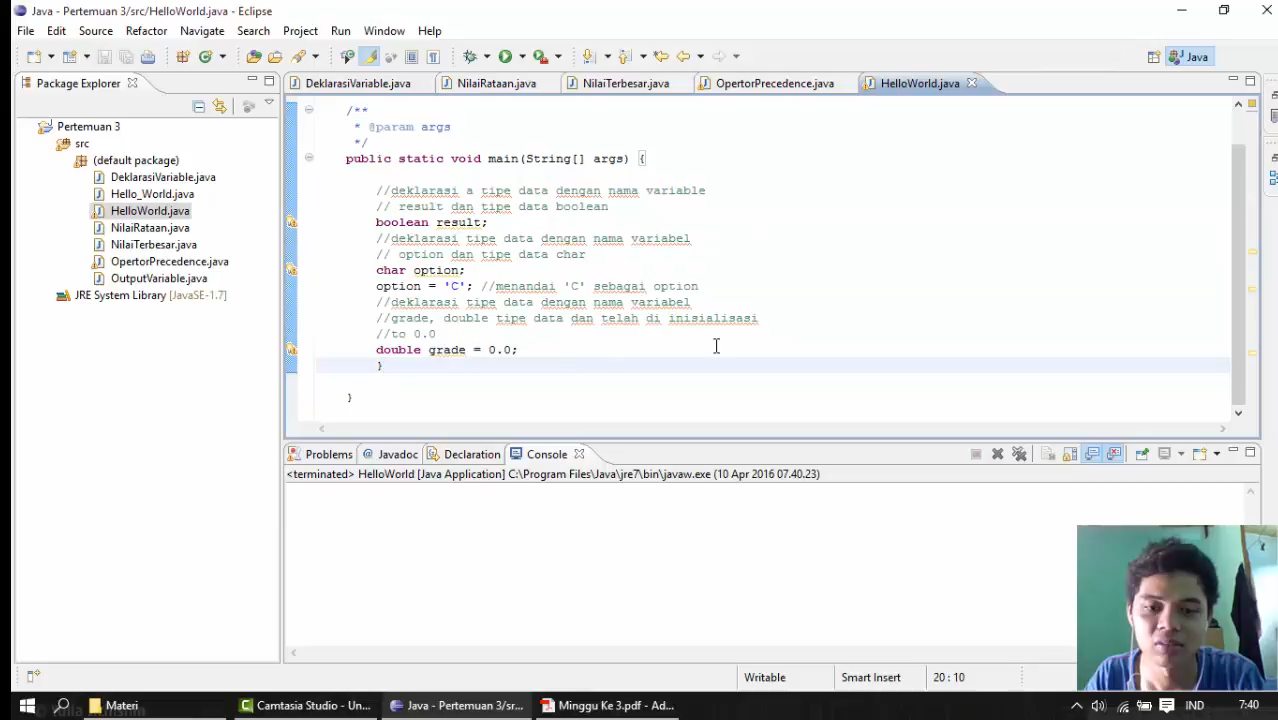 Java - Pertemuan 3/src/HelloWorld.java - Eclipse
File Edit Source Refactor Navigate Search Project Run Window Help
Java
Package Explorer
DeklarasiVariable.java NilaiRataan.java NilaiTerbesar.java OpertorPrecedence.java HelloWorld.java
Pertemuan 3
src
(default package)
DeklarasiVariable.java
Hello_World.java
HelloWorld.java
NilaiRataan.java
NilaiTerbesar.java
OpertorPrecedence.java
OutputVariable.java
JRE System Library [JavaSE-1.7]
/**
* @param args
*/
public static void main(String[] args) {
//deklarasi a tipe data dengan nama variable
// result dan tipe data boolean
boolean result;
//deklarasi tipe data dengan nama variabel
// option dan tipe data char
char option;
option = 'C'; //menandai 'C' sebagai option
//deklarasi tipe data dengan nama variabel
//grade, double tipe data dan telah di inisialisasi
//to 0.0
double grade = 0.0;
}
}
Problems @ Javadoc Declaration Console
<terminated> HelloWorld [Java Application] C:\Program Files\Java\jre7\bin\javaw.exe (10 Apr 2016 07.40.23)
Writable Smart Insert 20 : 10
Materi Camtasia Studio - Un... Java - Pertemuan 3/sr... Minggu Ke 3.pdf - Ad... IND 7:40